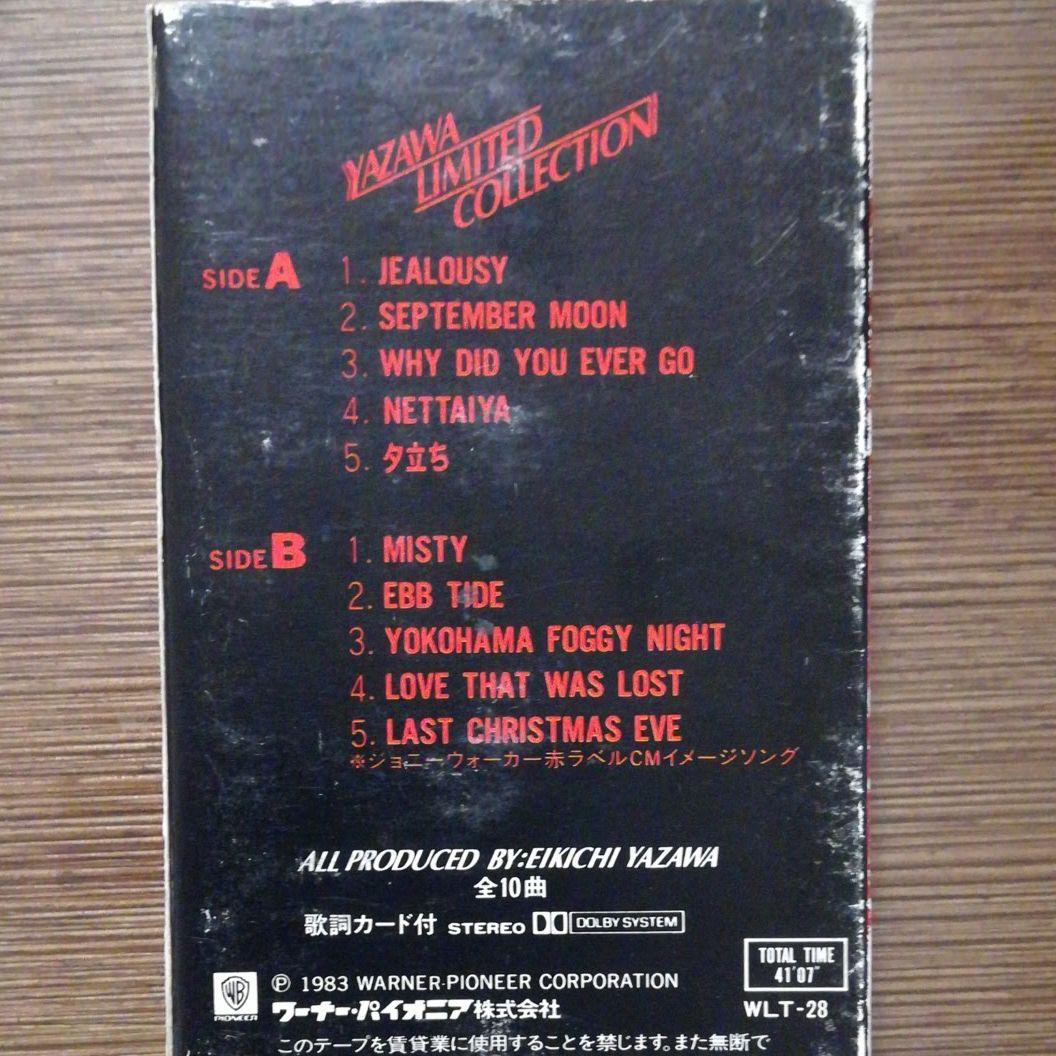 YAZAWA
LIMITED
COLLECTION
SIDE A
1. JEALOUSY
2. SEPTEMBER MOON
3. WHY DID YOU EVER GO
4. NETTAIYA
5. 夕立ち
SIDE B
1. MISTY
2. EBB TIDE
3. YOKOHAMA FOGGY NIGHT
4. LOVE THAT WAS LOST
5. LAST CHRISTMAS EVE
※ジョニーウォーカー赤ラベルCMイメージソング
ALL PRODUCED BY:EIKICHI YAZAWA
全10曲
歌詞カード付 STEREO DOLBY SYSTEM
TOTAL TIME
41'07"
WLT-28
WB
PIONEER
℗ 1983 WARNER-PIONEER CORPORATION
ワーナー・パイオニア株式会社
このテープを賃貸業に使用することを禁じます。また無断で